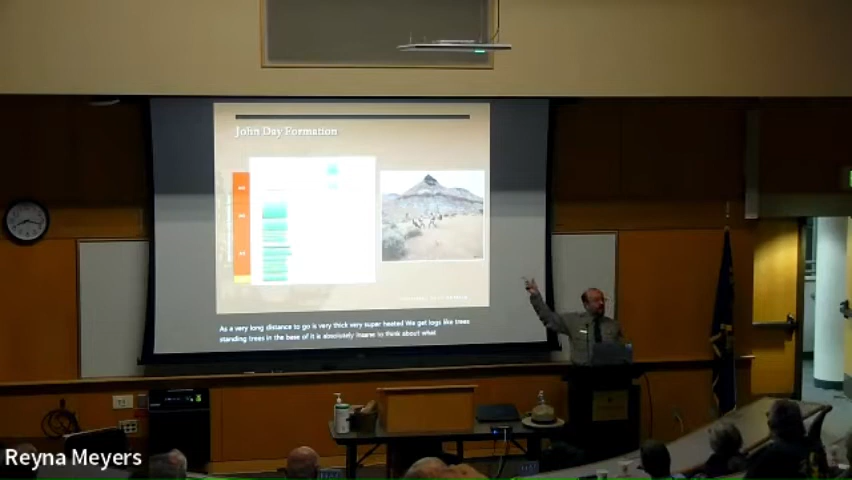 John Day Formation
As a very long distance to go is very thick very super heated We get logs like trees
standing trees in the base of it is absolutely insane to think about what
Reyna Meyers